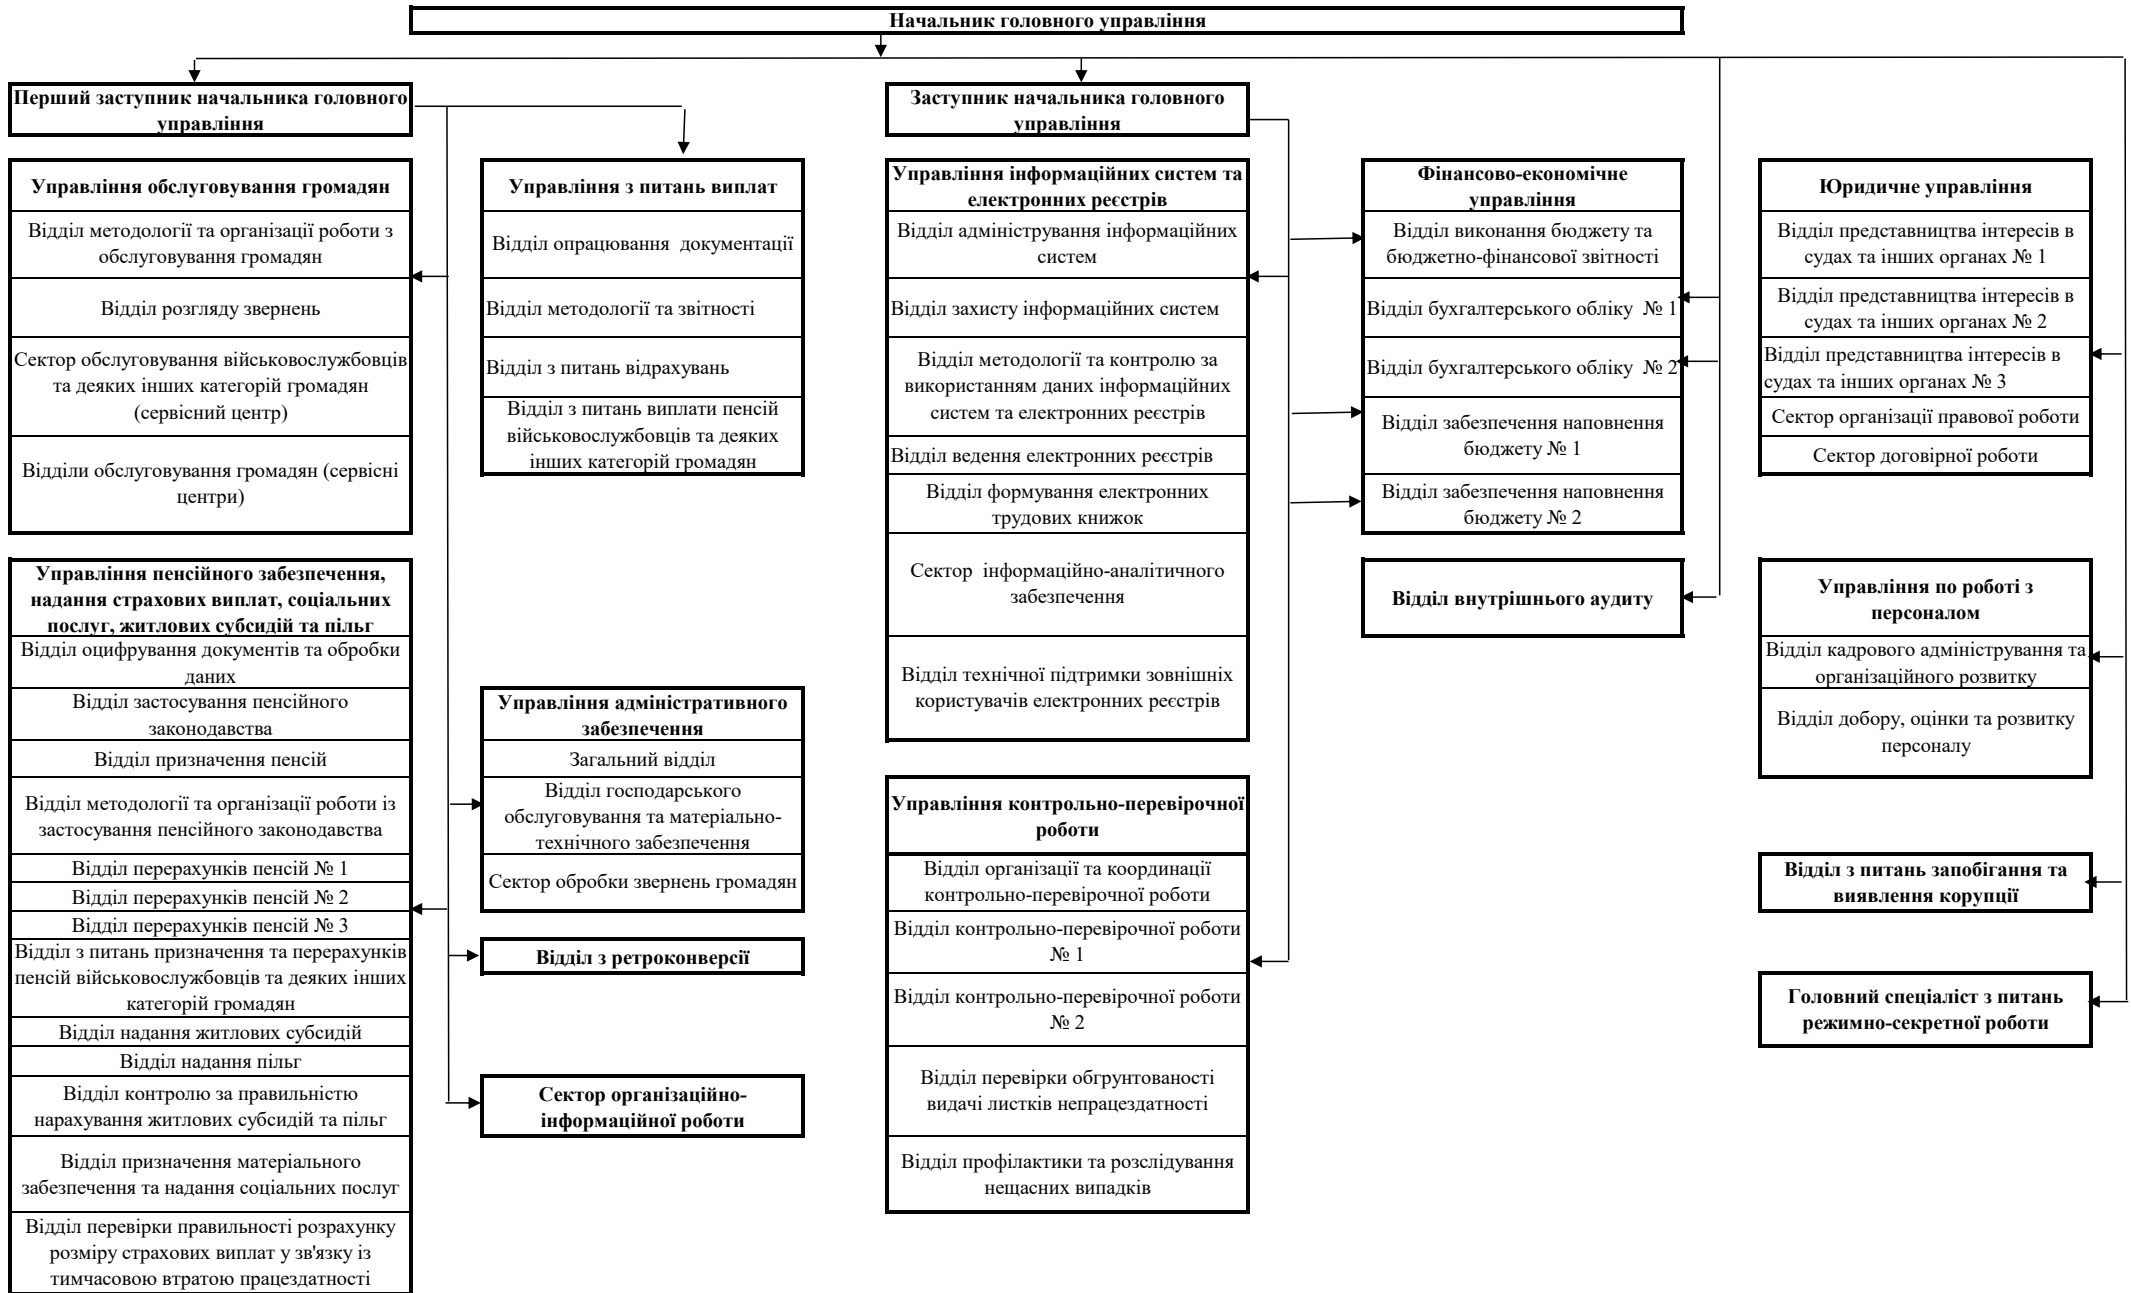 Начальник головного управління
Перший заступник начальника головного
управління
Заступник начальника головного
управління
Управління обслуговування громадян
Відділ методології та організації роботи з
обслуговування громадян
Відділ розгляду звернень
Сектор обслуговування військовослужбовців
та деяких інших категорій громадян
(сервісний центр)
Відділи обслуговування громадян (сервісні
центри)
Управління з питань виплат
Відділ опрацювання документації
Відділ методології та звітності
Відділ з питань відрахувань
Відділ з питань виплати пенсій
військовослужбовців та деяких
інших категорій громадян
Управління інформаційних систем та
електронних реєстрів
Відділ адміністрування інформаційних
систем
Відділ захисту інформаційних систем
Відділ методології та контролю за
використанням даних інформаційних
систем та електронних реєстрів
Відділ ведення електронних реєстрів
Відділ формування електронних
трудових книжок
Сектор інформаційно-аналітичного
забезпечення
Відділ технічної підтримки зовнішніх
користувачів електронних реєстрів
Фінансово-економічне
управління
Відділ виконання бюджету та
бюджетно-фінансової звітності
Відділ бухгалтерського обліку № 1
Відділ бухгалтерського обліку № 2
Відділ забезпечення наповнення
бюджету № 1
Відділ забезпечення наповнення
бюджету № 2
Юридичне управління
Відділ представництва інтересів в
судах та інших органах № 1
Відділ представництва інтересів в
судах та інших органах № 2
Відділ представництва інтересів в
судах та інших органах № 3
Сектор організації правової роботи
Сектор договірної роботи
Управління пенсійного забезпечення,
надання страхових виплат, соціальних
послуг, житлових субсидій та пільг
Відділ оцифрування документів та обробки
даних
Відділ застосування пенсійного
законодавства
Відділ призначення пенсій
Відділ методології та організації роботи із
застосування пенсійного законодавства
Відділ перерахунків пенсій № 1
Відділ перерахунків пенсій № 2
Відділ перерахунків пенсій № 3
Відділ з питань призначення та перерахунків
пенсій військовослужбовців та деяких інших
категорій громадян
Відділ надання житлових субсидій
Відділ надання пільг
Відділ контролю за правильністю
нарахування житлових субсидій та пільг
Відділ призначення матеріального
забезпечення та надання соціальних послуг
Відділ перевірки правильності розрахунку
розміру страхових виплат у зв'язку із
тимчасовою втратою працездатності
Управління адміністративного
забезпечення
Загальний відділ
Відділ господарського
обслуговування та матеріально-
технічного забезпечення
Сектор обробки звернень громадян
Відділ з ретроконверсії
Сектор організаційно-
інформаційної роботи
Управління контрольно-перевірочної
роботи
Відділ організації та координації
контрольно-перевірочної роботи
Відділ контрольно-перевірочної роботи
№ 1
Відділ контрольно-перевірочної роботи
№ 2
Відділ перевірки обгрунтованості
видачі листків непрацездатності
Відділ профілактики та розслідування
нещасних випадків
Відділ внутрішнього аудиту
Управління по роботі з
персоналом
Відділ кадрового адміністрування та
організаційного розвитку
Відділ добору, оцінки та розвитку
персоналу
Відділ з питань запобігання та
виявлення корупції
Головний спеціаліст з питань
режимно-секретної роботи